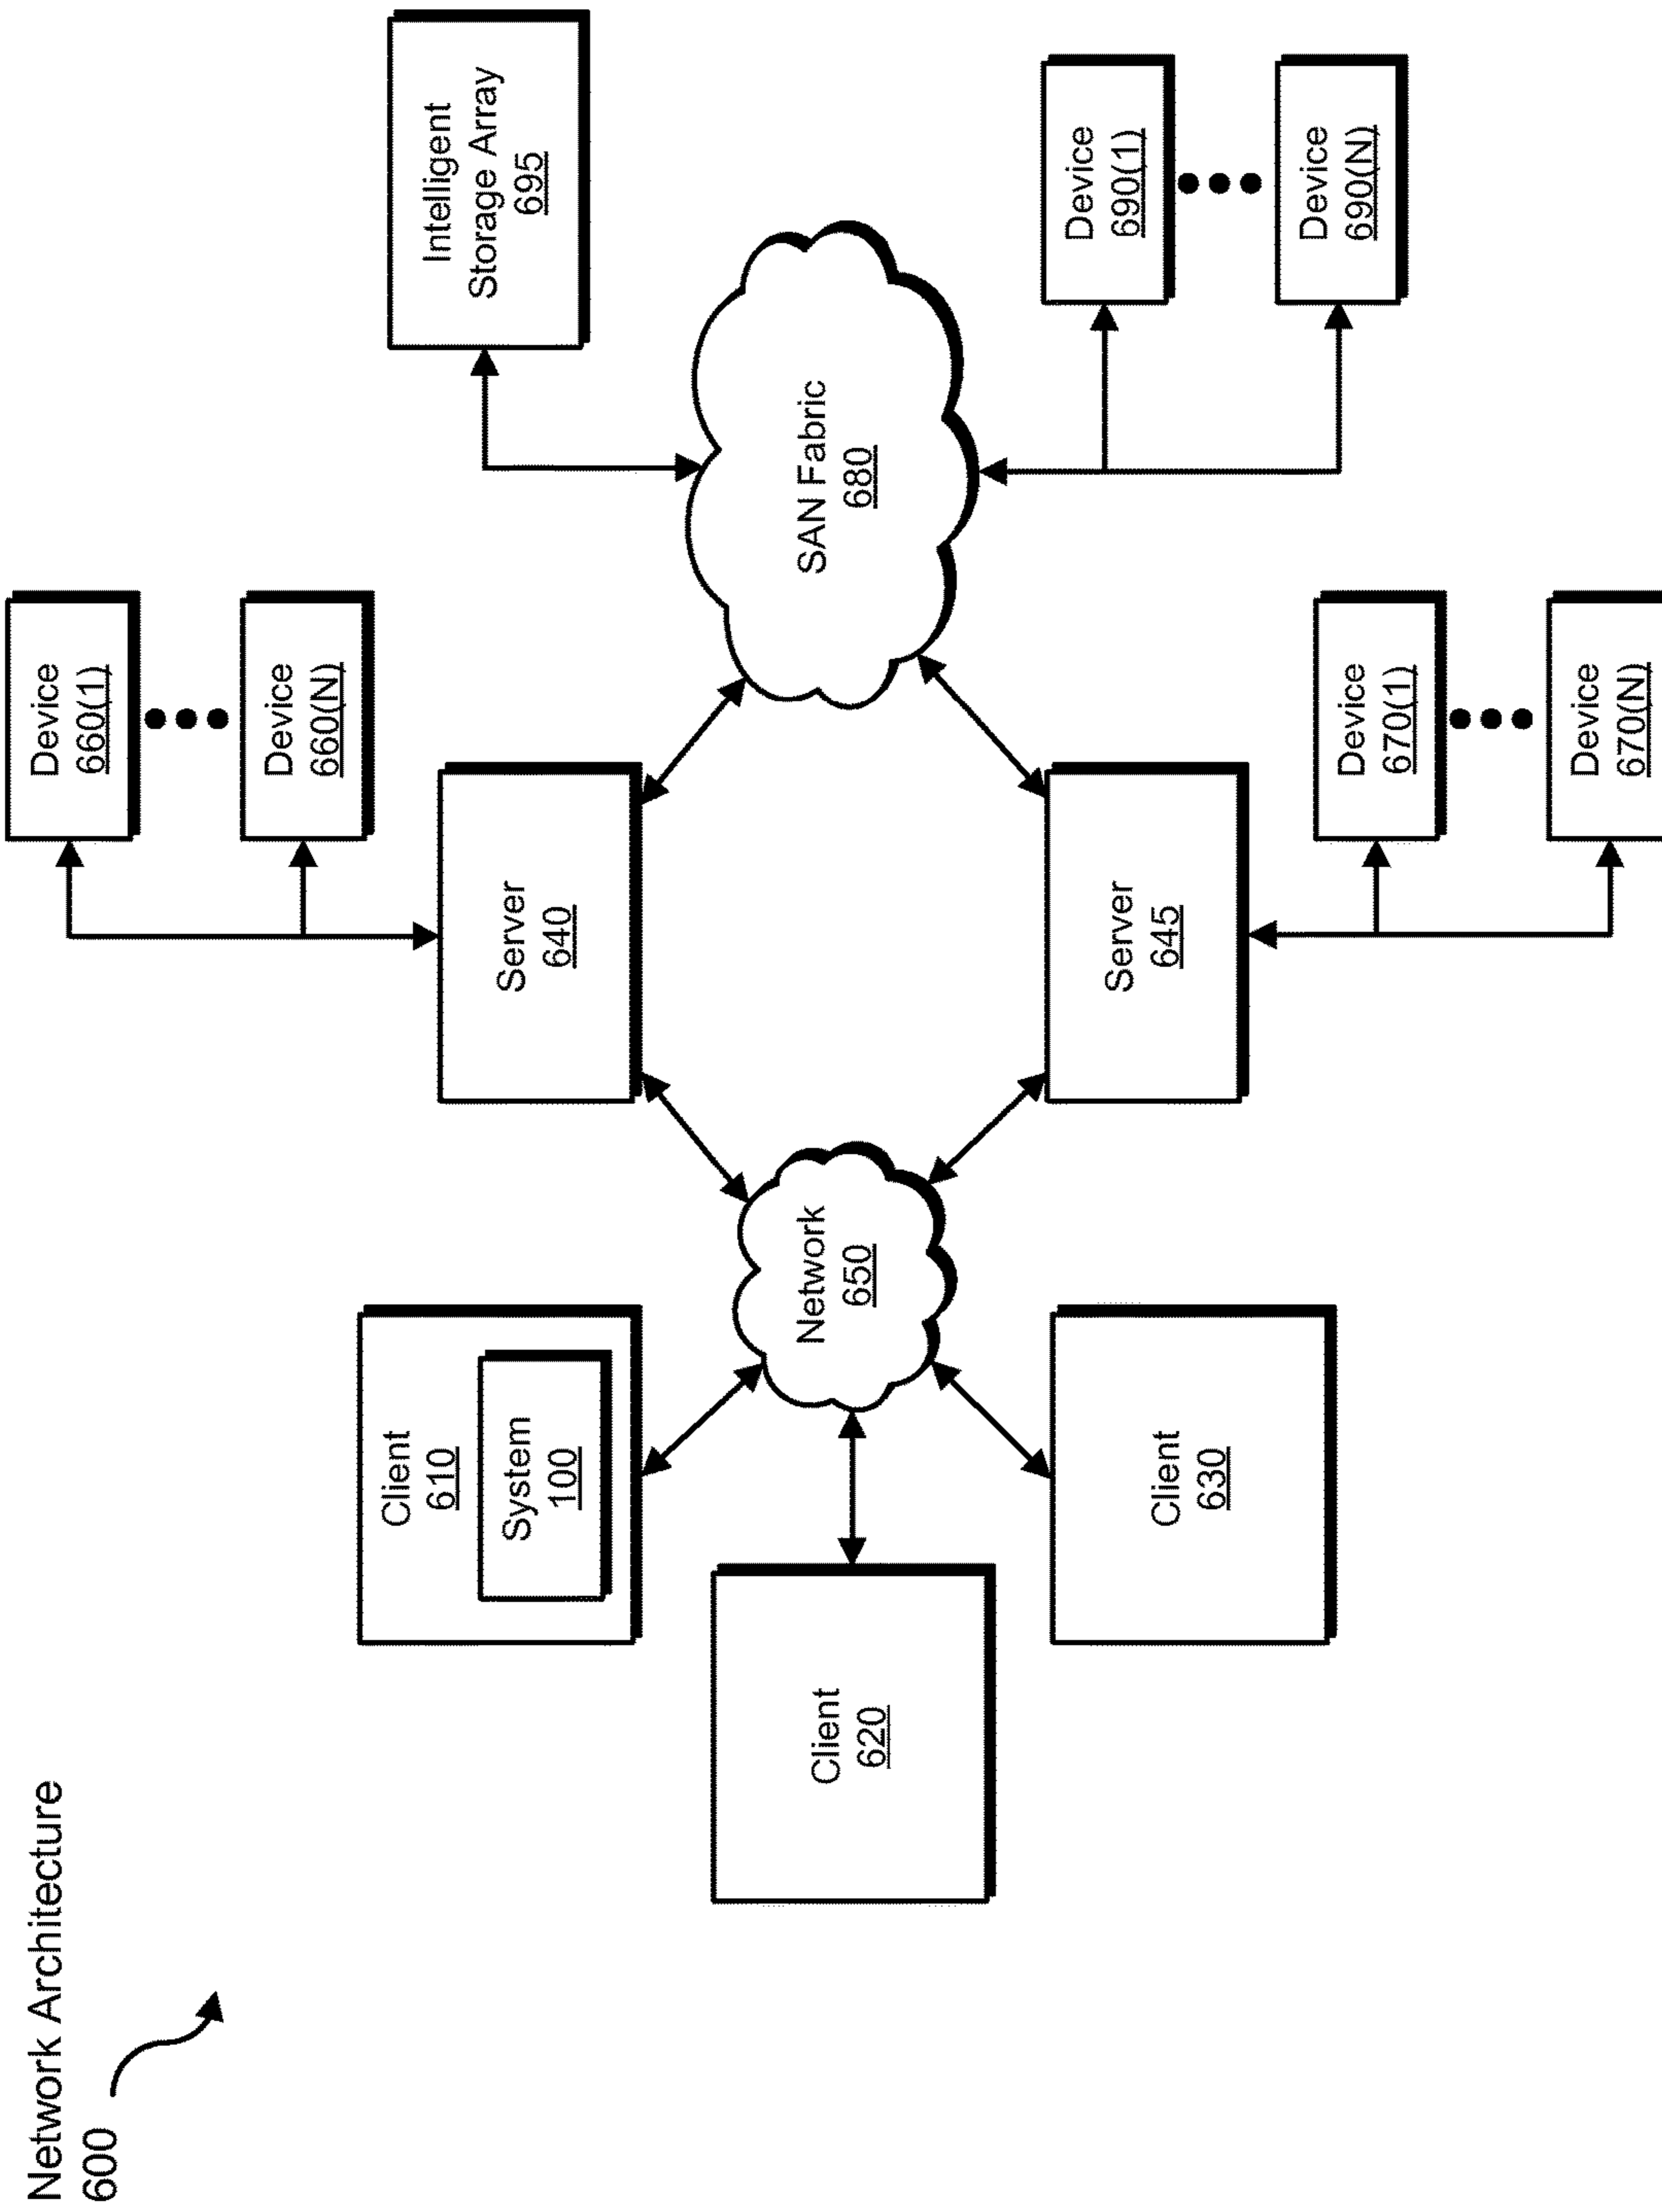 Network Architecture
600
Client
610
System
100
Client
620
Client
630
Network
650
Server
640
Server
645
Device
660(1)
Device
660(N)
Device
670(1)
Device
670(N)
SAN Fabric
680
Intelligent
Storage Array
695
Device
690(1)
Device
690(N)